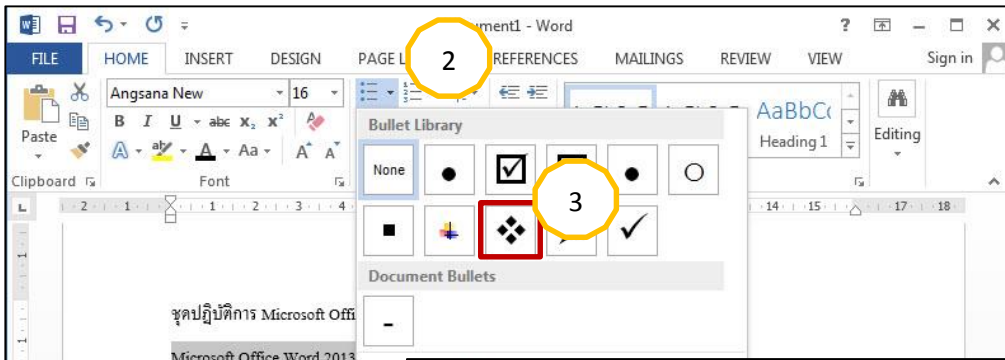 ment1 - Word
FILE HOME INSERT DESIGN PAGE L REFERENCES MAILINGS REVIEW VIEW Sign in
2
Angsana New 16
Paste
B I U abc X₂ X²
A aby A Aa A A
AaBbC
Heading 1
Editing
Clipboard Font
L 2 1 1 2 3 4 14 15 17 18
Bullet Library
None
3
Document Bullets
-
ชุดปฏิบัติการ Microsoft Offi
Microsoft Office Word 2013